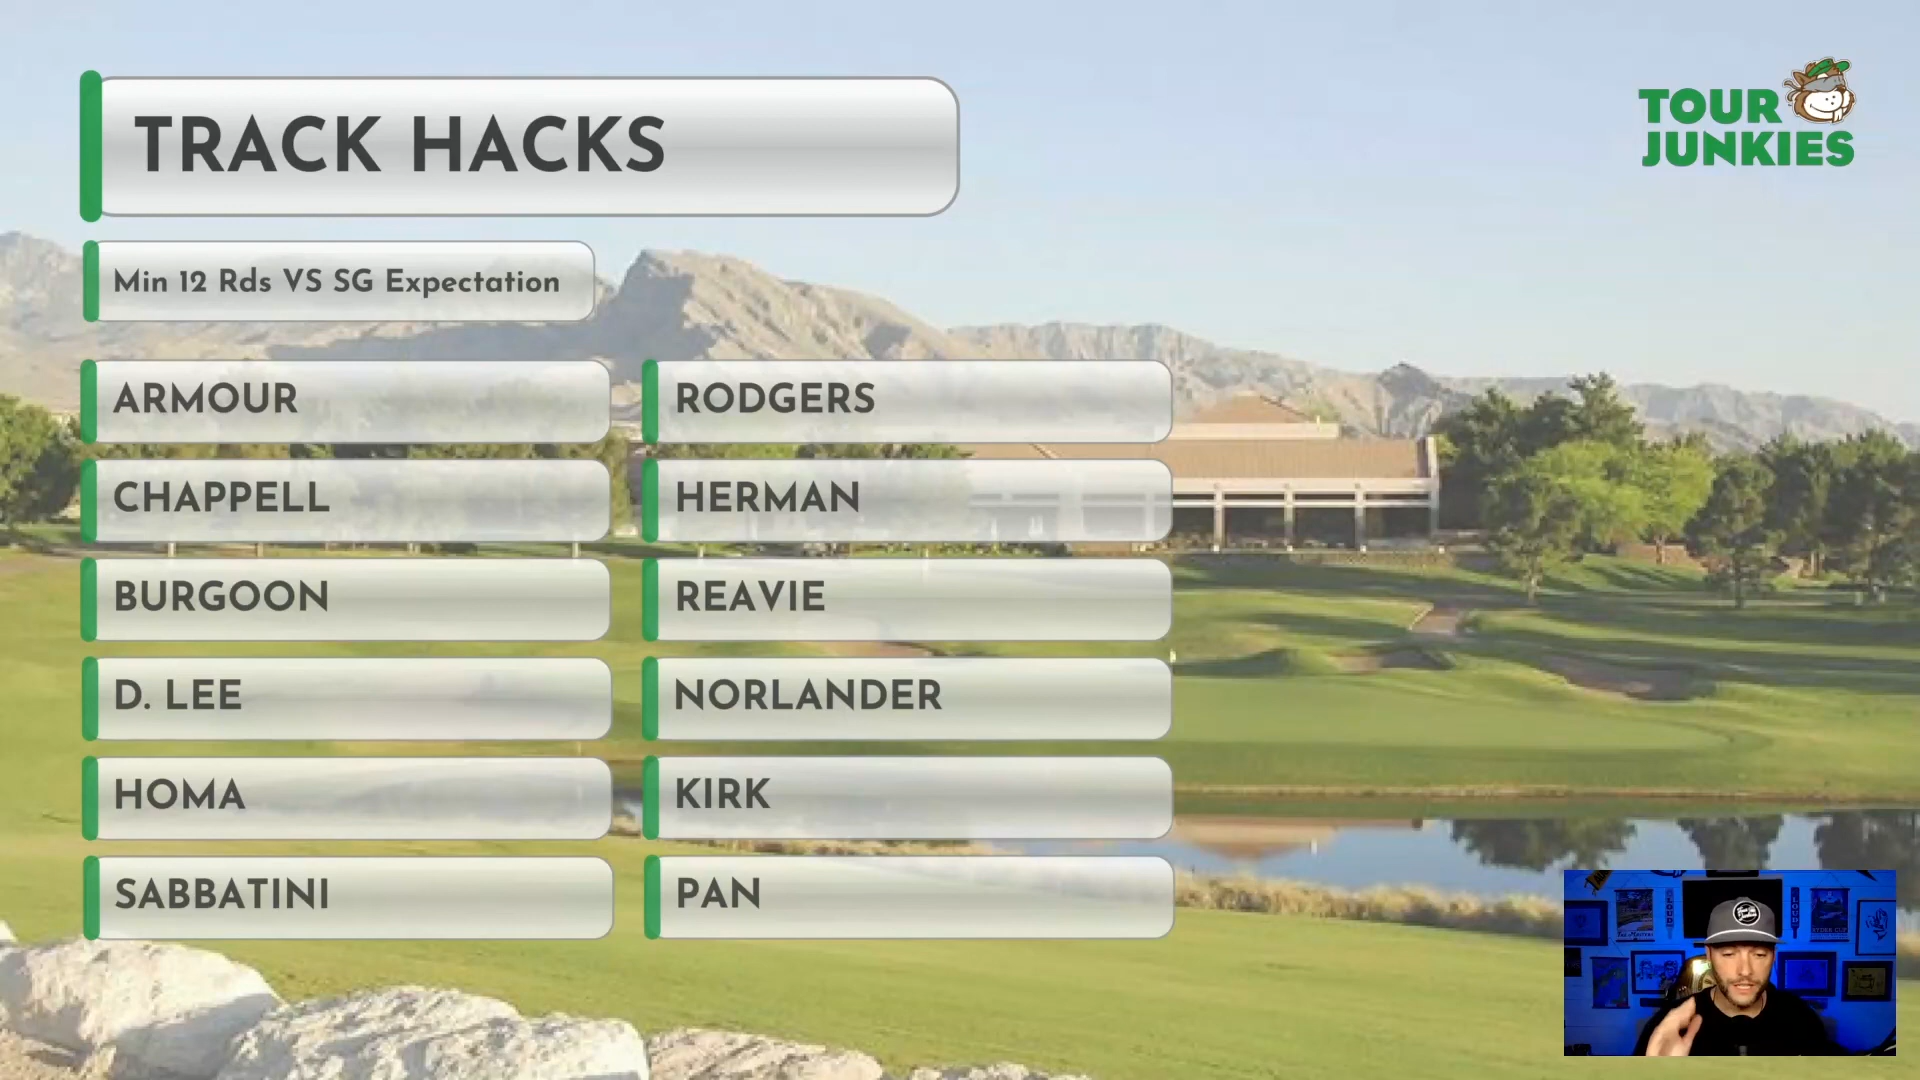 TRACK HACKS
TOUR
JUNKIES
Min 12 Rds VS SG Expectation
ARMOUR
CHAPPELL
BURGOON
D. LEE
HOMA
SABBATINI
RODGERS
HERMAN
REAVIE
NORLANDER
KIRK
PAN